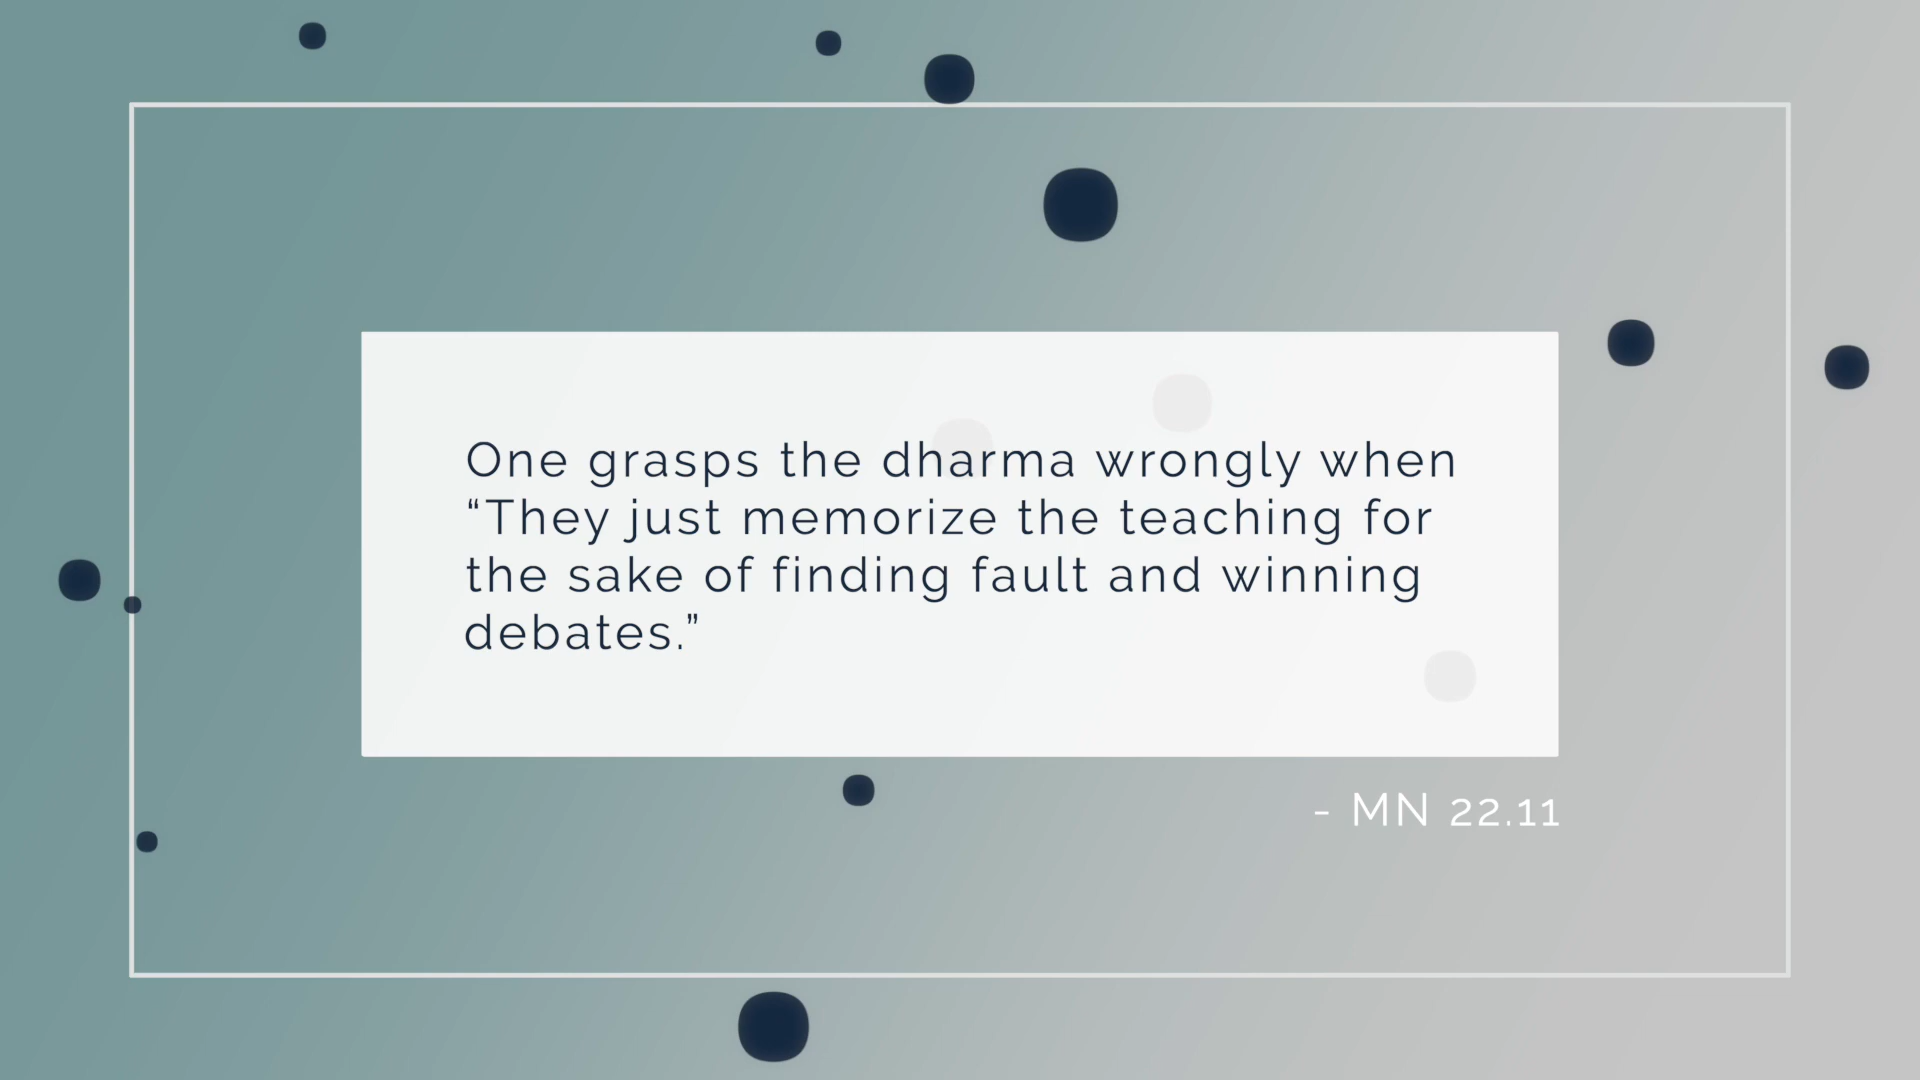 One grasps the dharma wrongly when
“They just memorize the teaching for
the sake of finding fault and winning
debates.”
- MN 22.11